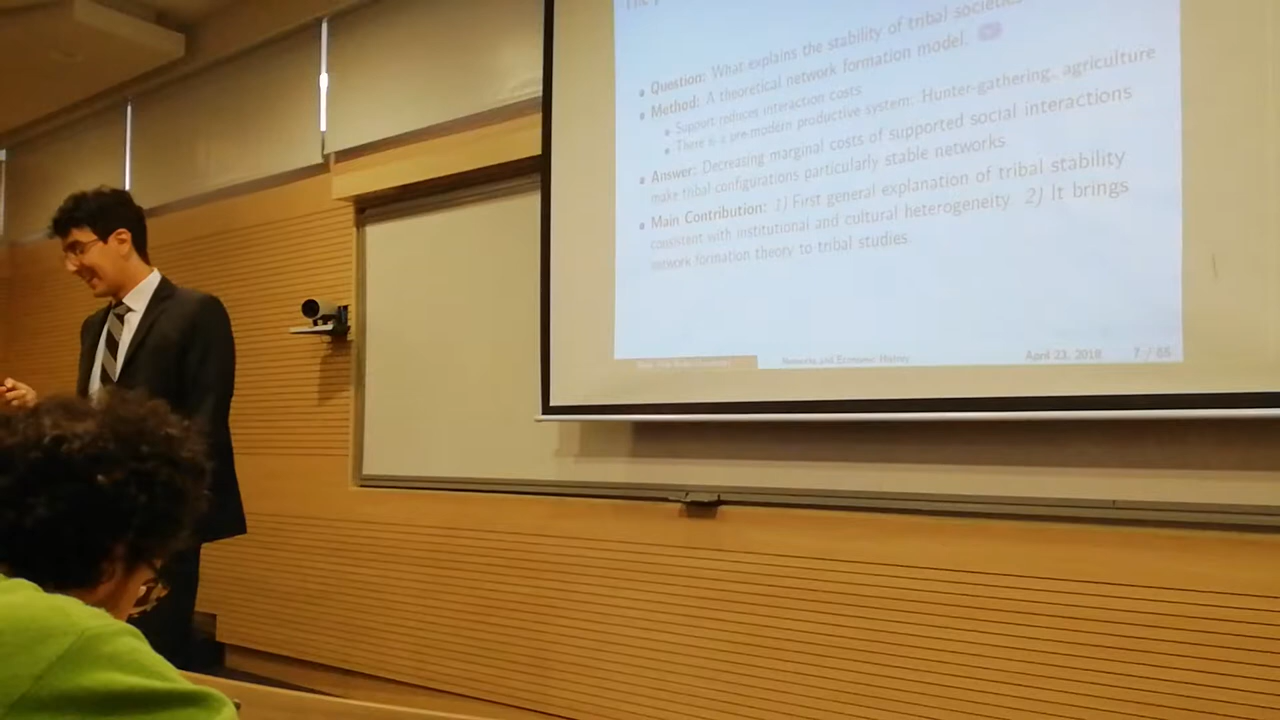 The
Question: What explains the stability of tribal societies
Method: A theoretical network formation model.
Support reduces interaction costs
There is a pre-modern productive system: Hunter-gathering, agriculture
Answer: Decreasing marginal costs of supported social interactions
make tribal configurations particularly stable networks
Main Contribution: 1) First general explanation of tribal stability
consistent with institutional and cultural heterogeneity 2) It brings
network formation theory to tribal studies
Networks and Economic History April 23, 2018 7 / 55